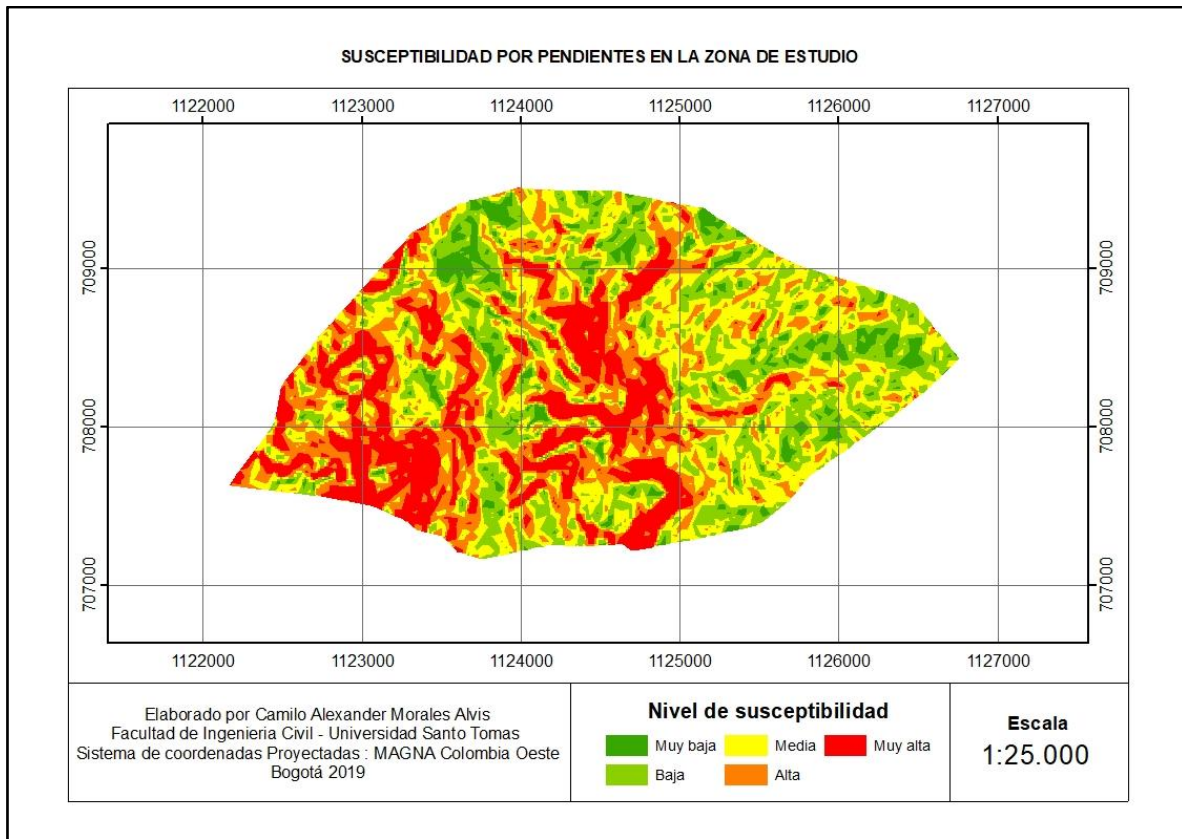 SUSCEPTIBILIDAD POR PENDIENTES EN LA ZONA DE ESTUDIO
1122000 1123000 1124000 1125000 1126000 1127000
709000 709000
708000 708000
707000 707000
1122000 1123000 1124000 1125000 1126000 1127000
Elaborado por Camilo Alexander Morales Alvis
Facultad de Ingenieria Civil - Universidad Santo Tomas
Sistema de coordenadas Proyectadas : MAGNA Colombia Oeste
Bogotá 2019
Nivel de susceptibilidad
Muy baja Media Muy alta
Baja Alta
Escala
1:25.000